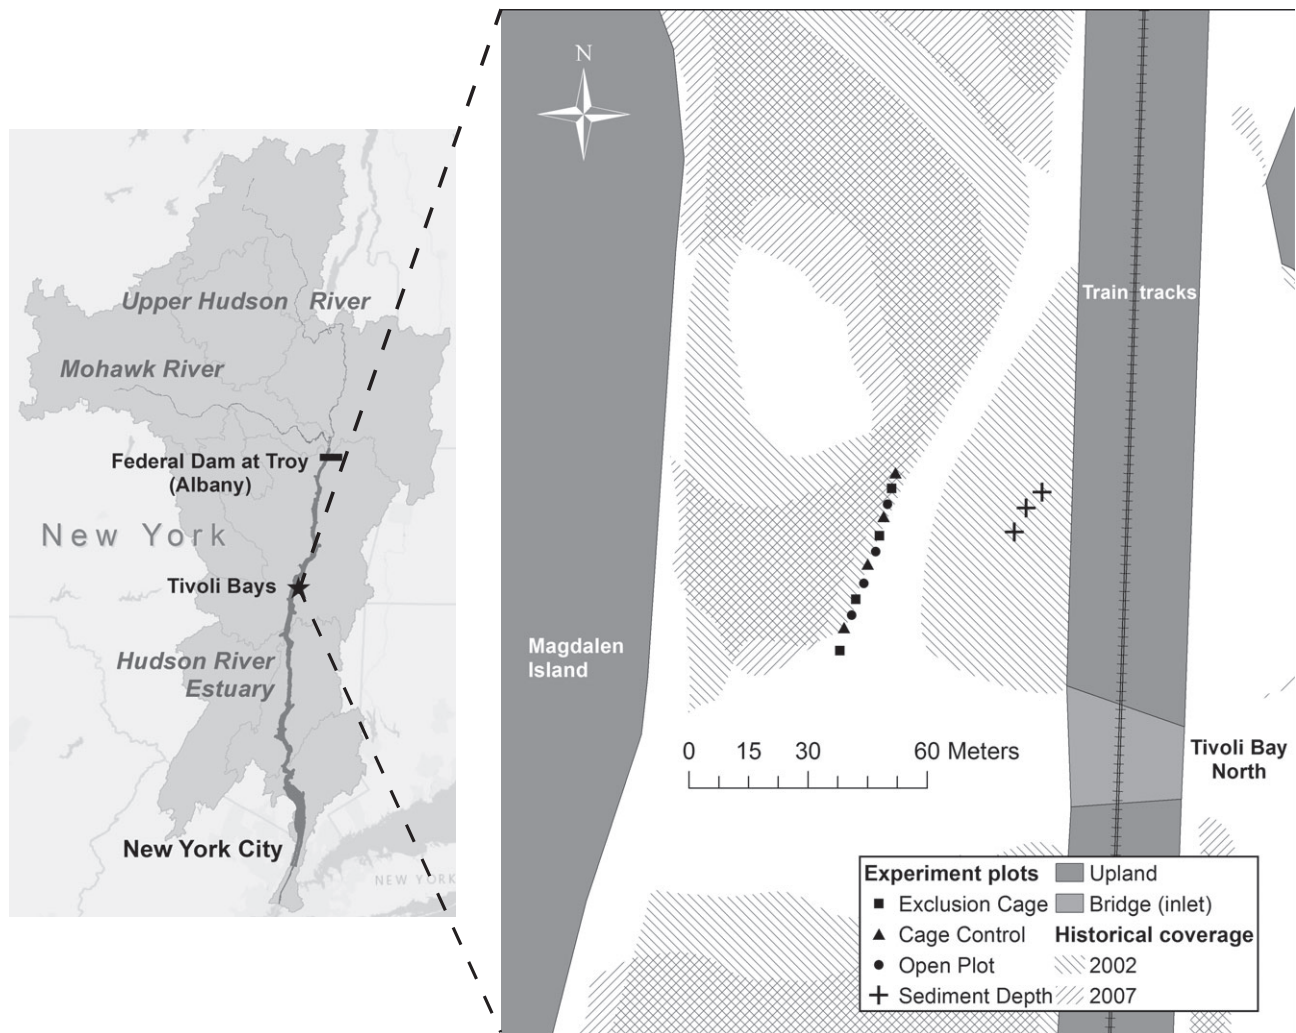 Upper Hudson River
Mohawk River
Federal Dam at Troy
(Albany)
New York
Tivoli Bays
Hudson River
Estuary
New York City
NEW YORK
N
Train tracks
Magdalen
Island
0 15 30 60 Meters
Tivoli Bay
North
Experiment plots
Exclusion Cage
Cage Control
Open Plot
Sediment Depth
Upland
Bridge (inlet)
Historical coverage
2002
2007